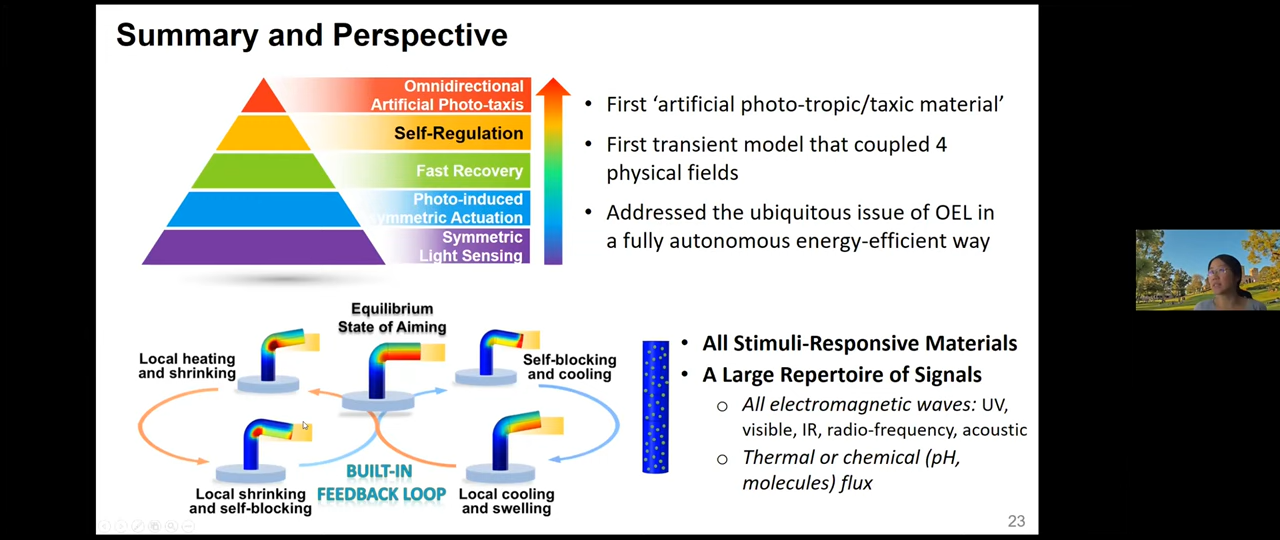 Summary and Perspective
Omnidirectional
Artificial Photo-taxis
Self-Regulation
Fast Recovery
Photo-induced
symmetric Actuation
Symmetric
Light Sensing
• First ‘artificial photo-tropic/taxic material’
• First transient model that coupled 4
physical fields
• Addressed the ubiquitous issue of OEL in
a fully autonomous energy-efficient way
Equilibrium
State of Aiming
Local heating
and shrinking
Self-blocking
and cooling
Local shrinking
and self-blocking
BUILT-IN
FEEDBACK LOOP
Local cooling
and swelling
• All Stimuli-Responsive Materials
• A Large Repertoire of Signals
o All electromagnetic waves: UV,
visible, IR, radio-frequency, acoustic
o Thermal or chemical (pH,
molecules) flux
23